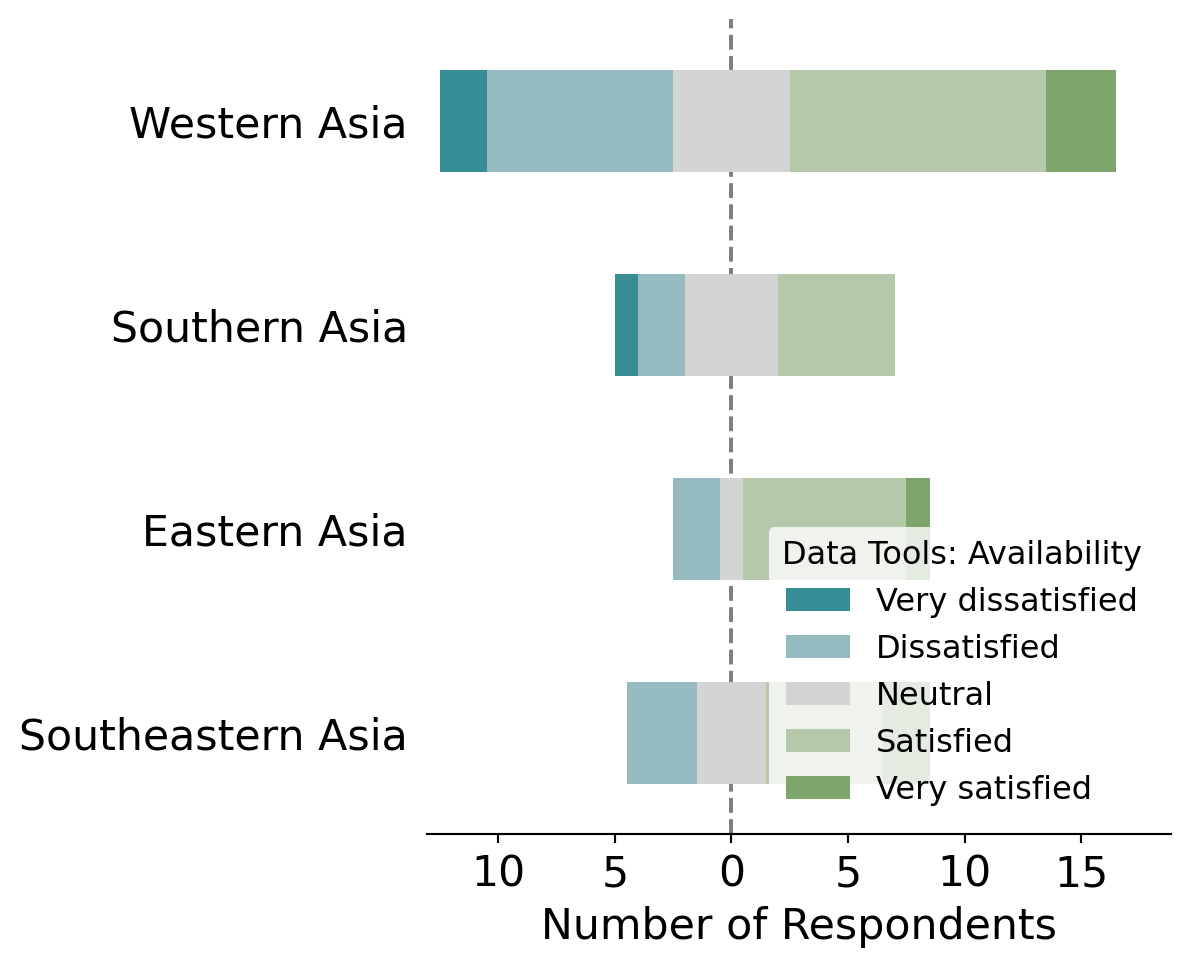 Western Asia
Southern Asia
Eastern Asia
Southeastern Asia
Data Tools: Availability
Very dissatisfied
Dissatisfied
Neutral
Satisfied
Very satisfied
10 5 0 5 10 15
Number of Respondents